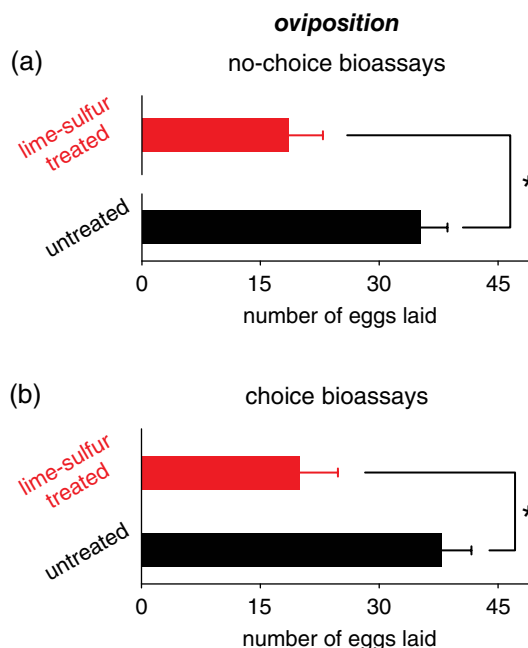 oviposition
(a)
no-choice bioassays
lime-sulfur
treated
*
untreated
0 15 30 45
number of eggs laid
(b)
choice bioassays
lime-sulfur
treated
*
untreated
0 15 30 45
number of eggs laid